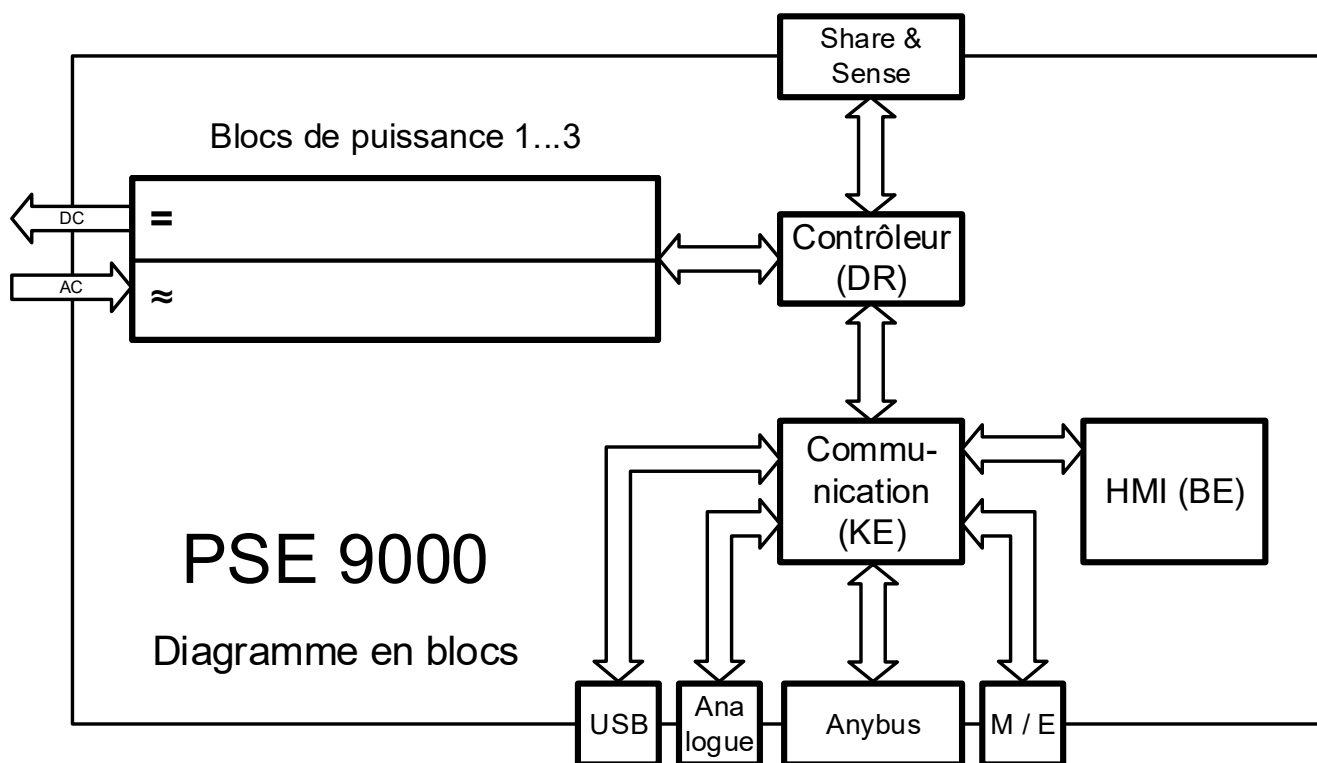 Share &
Sense
Blocs de puissance 1...3
DC
=
AC
≈
Contrôleur
(DR)
Commu-
nication
(KE)
HMI (BE)
PSE 9000
Diagramme en blocs
USB
Ana
logue
Anybus
M / E